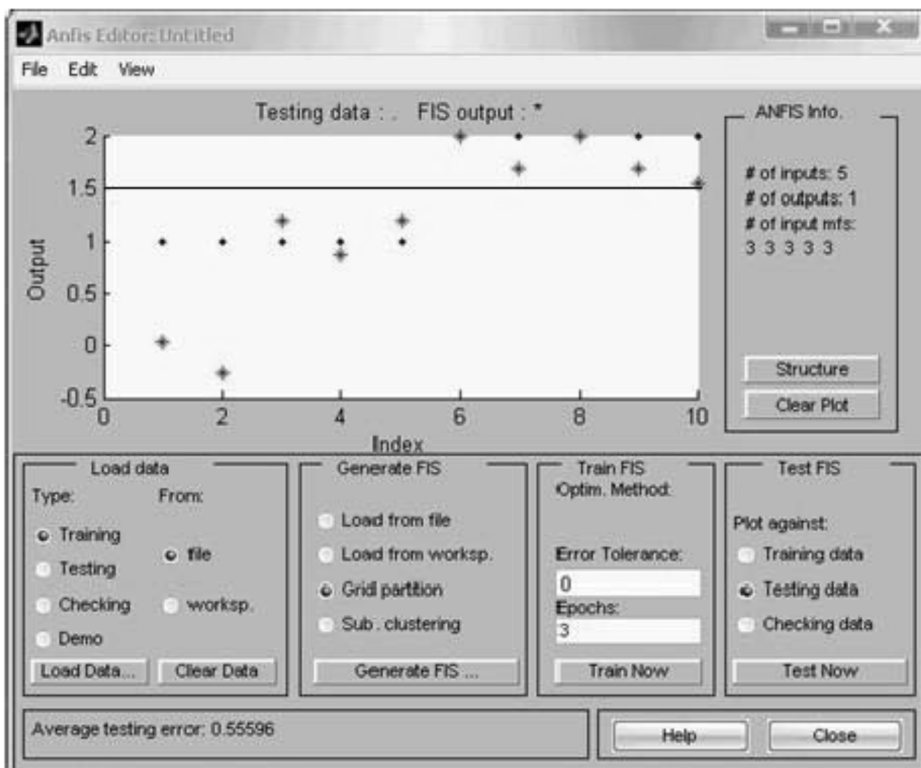 Anfis Editor: Untitled
File Edit View
Testing data : . FIS output : *
Output
2
1.5
1
0.5
0
-0.5
0 2 4 6 8 10
Index
ANFIS Info.
# of inputs: 5
# of outputs: 1
# of input mfs:
3 3 3 3 3
Structure
Clear Plot
Load data
Type: From:
Training
Testing
Checking
Demo
file
worksp.
Load Data... Clear Data
Generate FIS
Load from file
Load from worksp.
Grid partition
Sub. clustering
Generate FIS ...
Train FIS
Optim. Method:
Error Tolerance:
0
Epochs:
3
Train Now
Test FIS
Plot against:
Training data
Testing data
Checking data
Test Now
Average testing error: 0.55596
Help Close